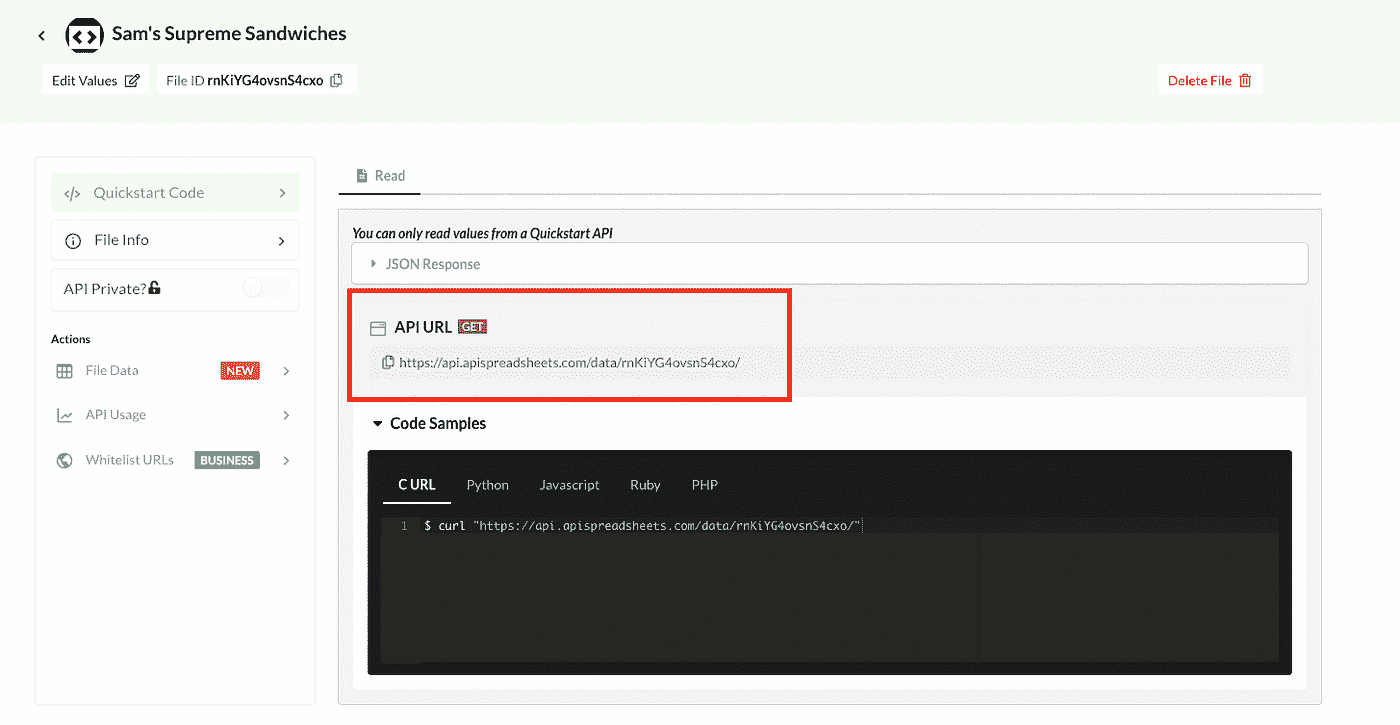 Sam's Supreme Sandwiches
Edit Values
File ID rnKiYG4ovsnS4cxo
Delete File
Quickstart Code
File Info
API Private?
Actions
File Data NEW
API Usage
Whitelist URLs BUSINESS
Read
You can only read values from a Quickstart API
JSON Response
API URL GET
https://api.apispreadsheets.com/data/rnKiYG4ovsnS4cxo/
Code Samples
C URL Python Javascript Ruby PHP
1 $ curl "https://api.apispreadsheets.com/data/rnKiYG4ovsnS4cxo/"